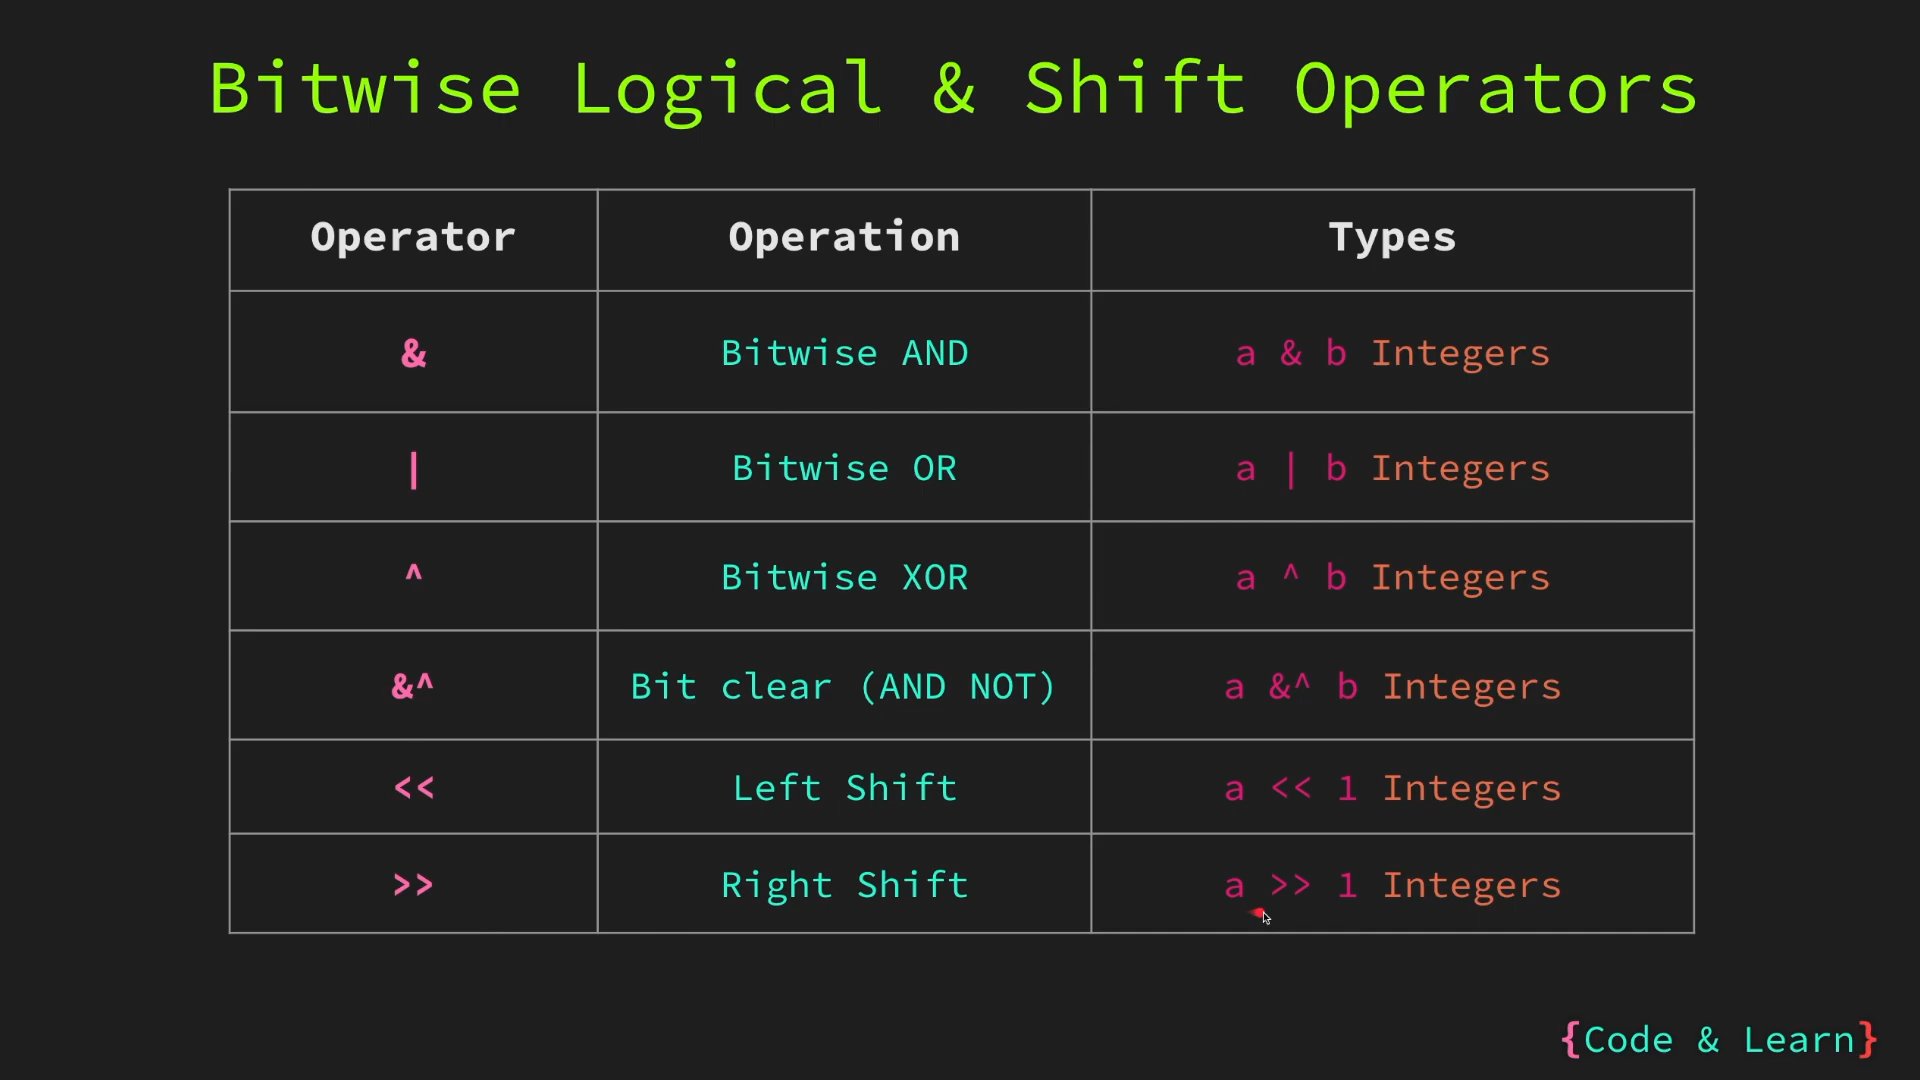 Bitwise Logical & Shift Operators
Operator Operation Types
& Bitwise AND a & b Integers
| Bitwise OR a | b Integers
^ Bitwise XOR a ^ b Integers
&^ Bit clear (AND NOT) a &^ b Integers
<< Left Shift a << 1 Integers
>> Right Shift a >> 1 Integers
{Code & Learn}